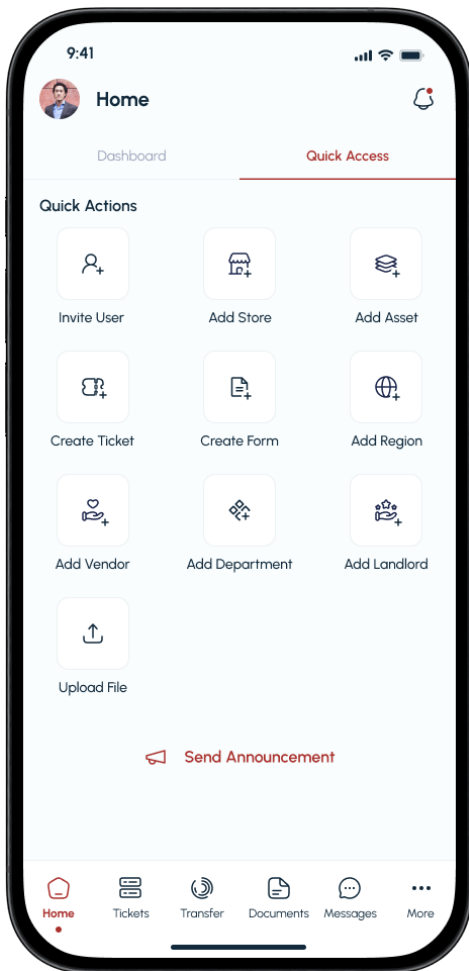 9:41
Home
Dashboard
Quick Access
Quick Actions
Invite User
Add Store
Add Asset
Create Ticket
Create Form
Add Region
Add Vendor
Add Department
Add Landlord
Upload File
Send Announcement
Home
Tickets
Transfer
Documents
Messages
More